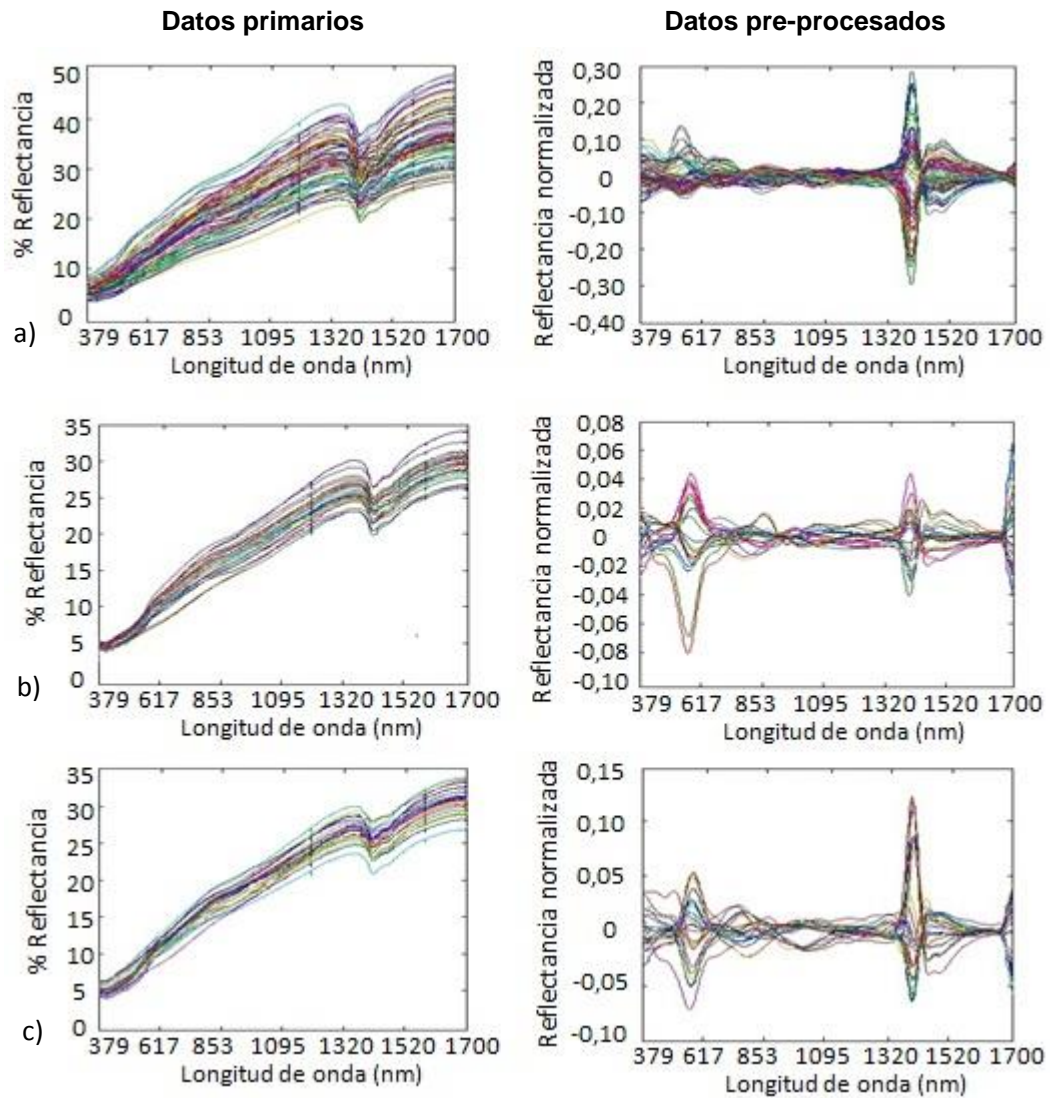 Datos primarios
Datos pre-procesados
a)
% Reflectancia
50
40
30
20
10
0
379 617 853 1095 1320 1520 1700
Longitud de onda (nm)
Reflectancia normalizada
0,30
0,20
0,10
0
-0,10
-0,20
-0,30
-0,40
379 617 853 1095 1320 1520 1700
Longitud de onda (nm)
b)
% Reflectancia
35
30
25
20
15
10
5
0
379 617 853 1095 1320 1520 1700
Longitud de onda (nm)
Reflectancia normalizada
0,08
0,06
0,04
0,02
0
-0,02
-0,04
-0,06
-0,08
-0,10
379 617 853 1095 1320 1520 1700
Longitud de onda (nm)
c)
% Reflectancia
35
30
25
20
15
10
5
0
379 617 853 1095 1320 1520 1700
Longitud de onda (nm)
Reflectancia normalizada
0,15
0,10
0,05
0
-0,05
-0,10
379 617 853 1095 1320 1520 1700
Longitud de onda (nm)